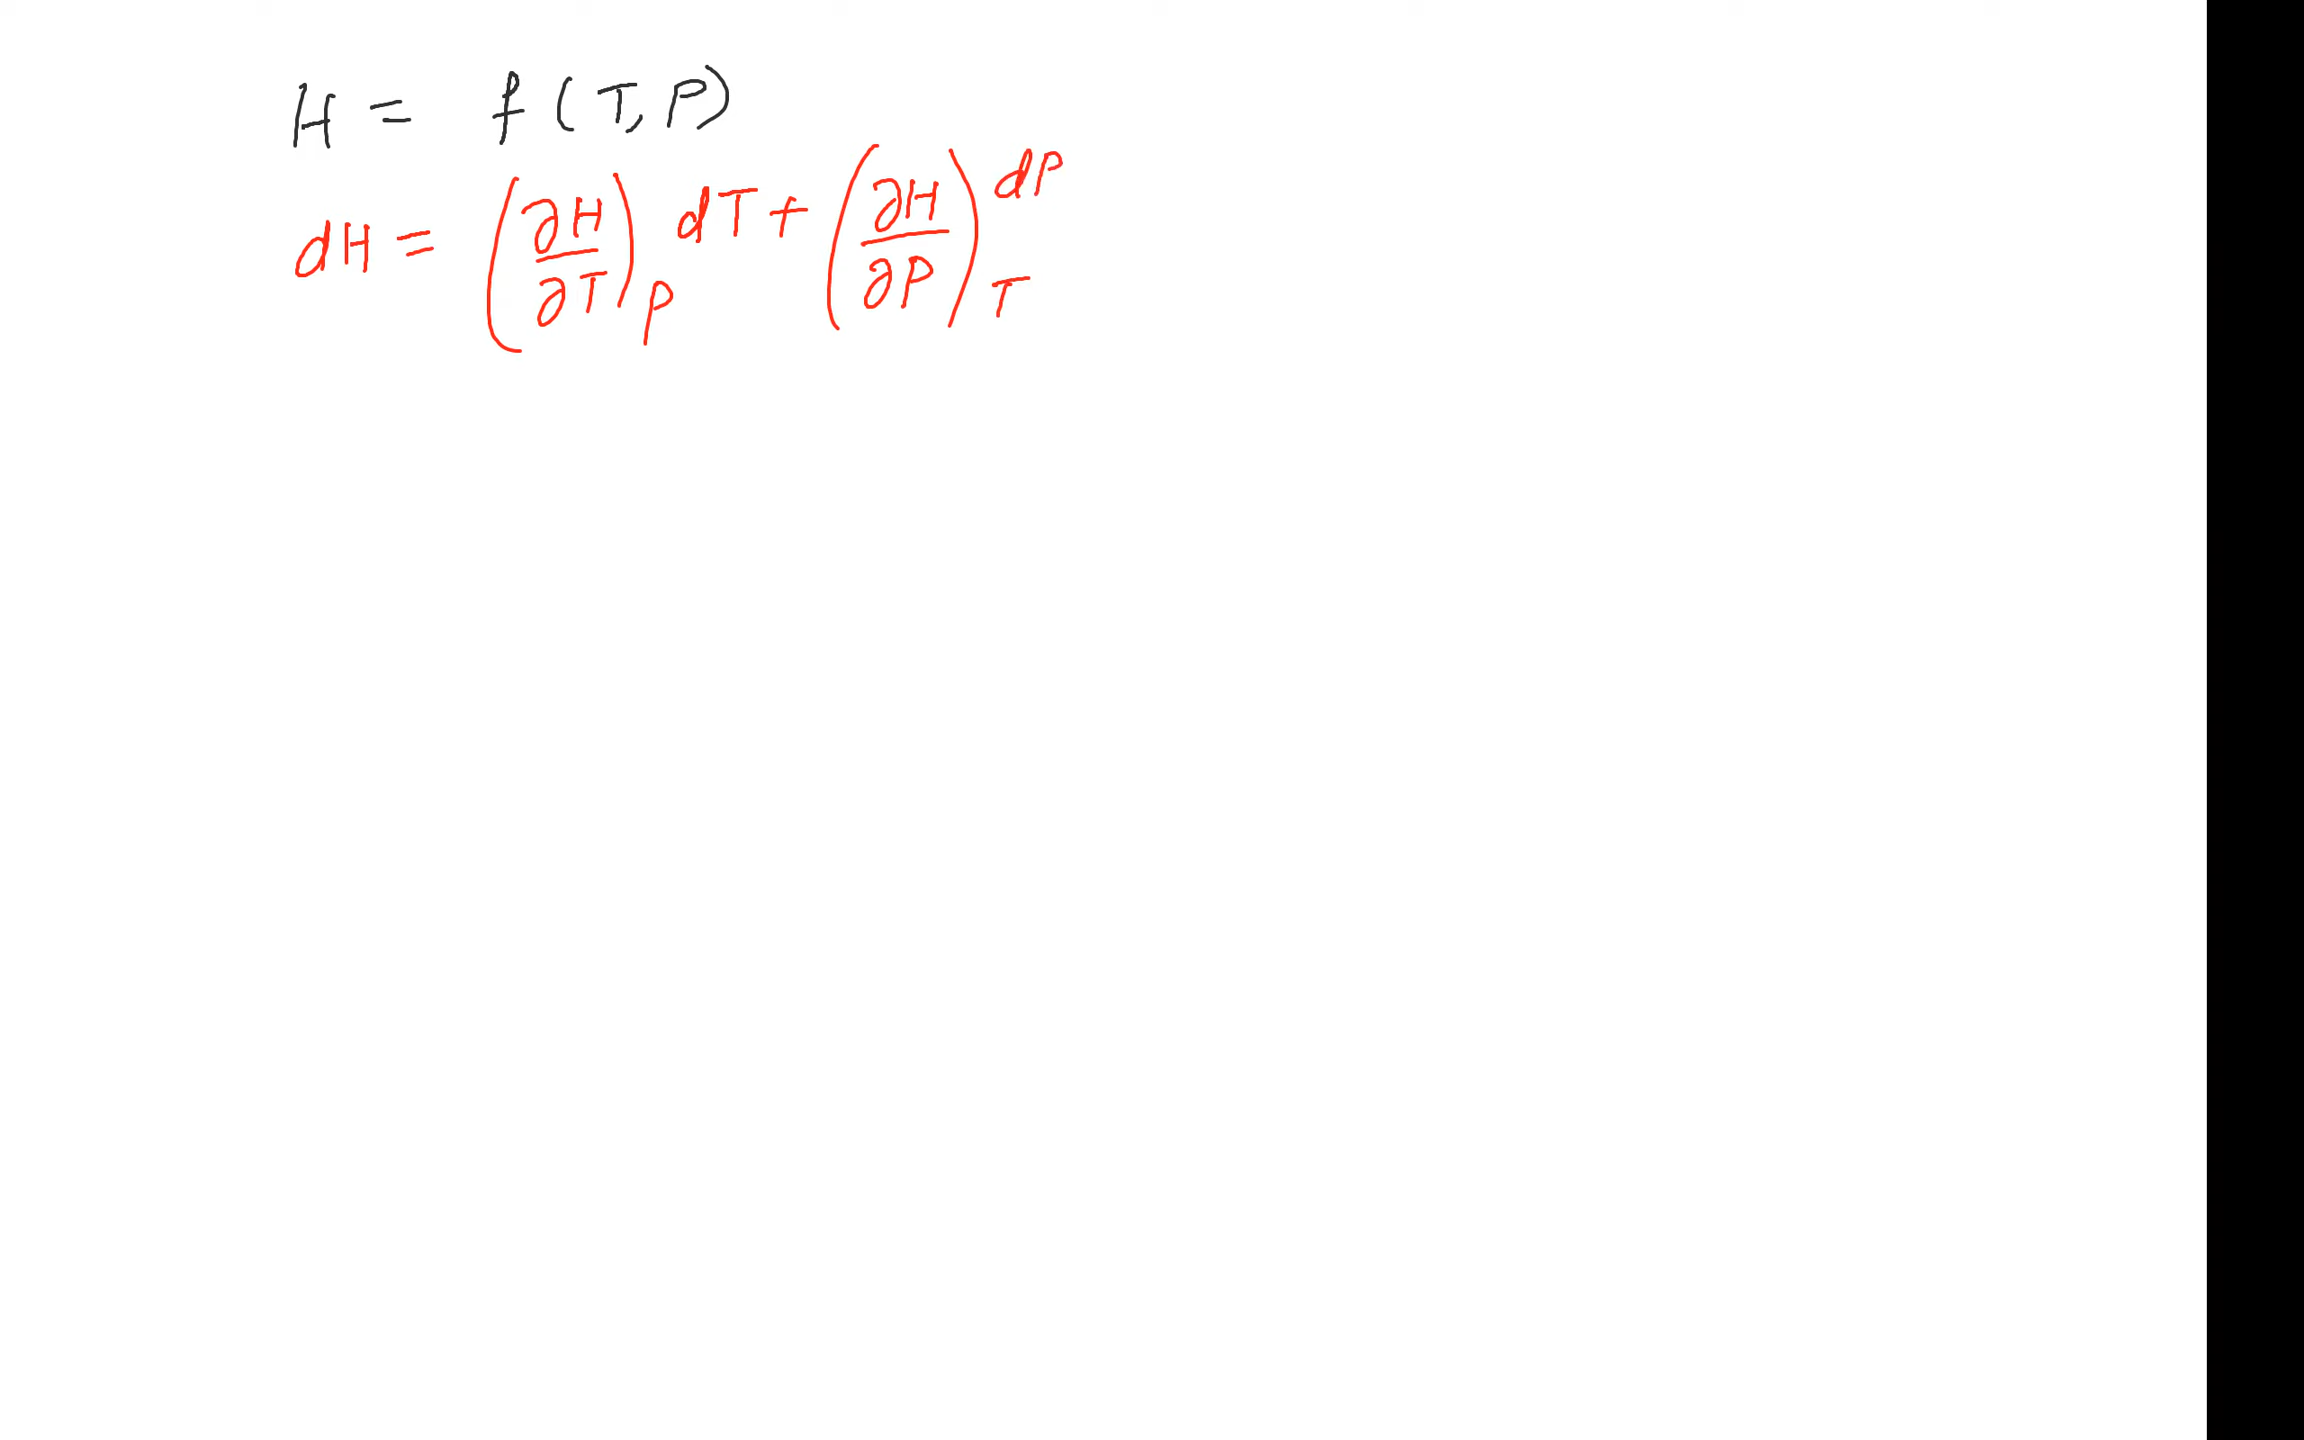 H = f (T, P)
dH = (∂H/∂T)_P dT + (∂H/∂P)_T dP